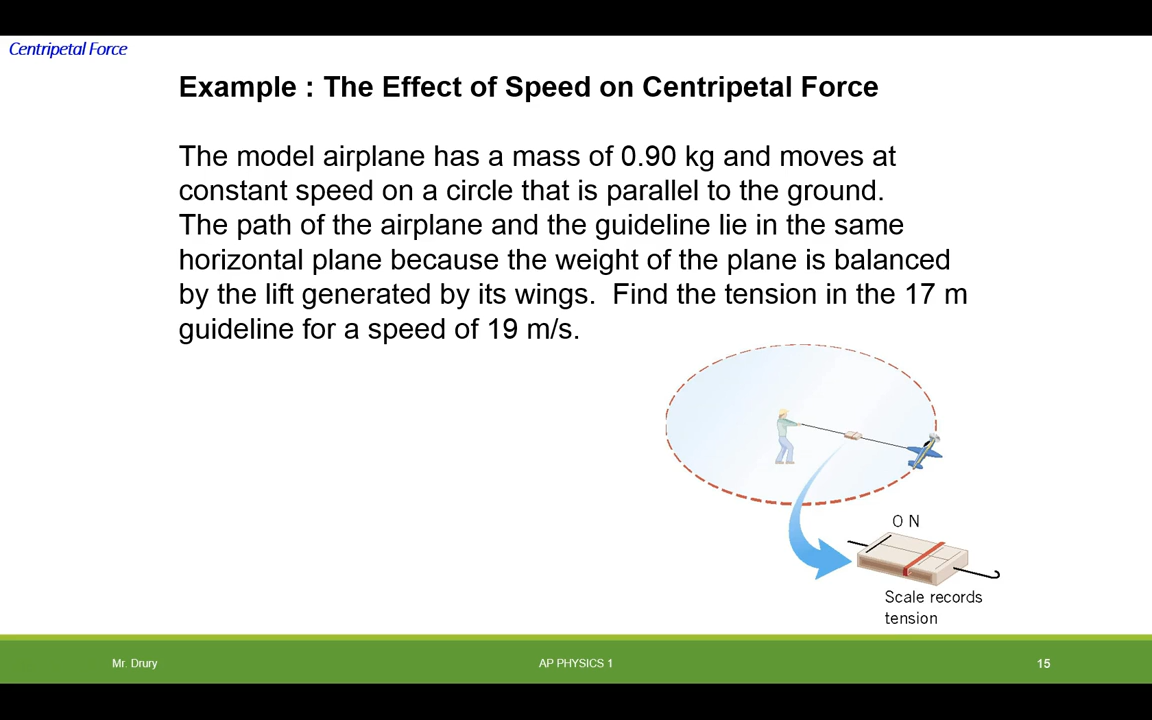 Centripetal Force
Example : The Effect of Speed on Centripetal Force
The model airplane has a mass of 0.90 kg and moves at
constant speed on a circle that is parallel to the ground.
The path of the airplane and the guideline lie in the same
horizontal plane because the weight of the plane is balanced
by the lift generated by its wings.  Find the tension in the 17 m
guideline for a speed of 19 m/s.
O N
Scale records
tension
Mr. Drury
AP PHYSICS 1
15